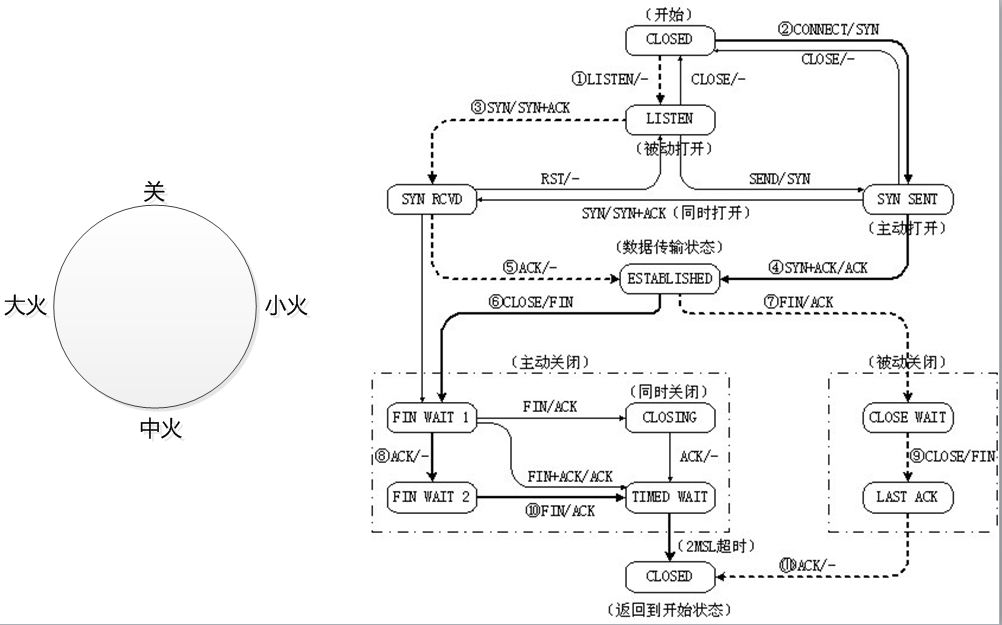 关
大火
小火
中火
(开始)
CLOSED
②CONNECT/SYN
CLOSE/-
①LISTEN/-
CLOSE/-
③SYN/SYN+ACK
LISTEN
(被动打开)
RST/-
SEND/SYN
SYN RCVD
SYN SENT
SYN/SYN+ACK(同时打开)
(主动打开)
(数据传输状态)
⑤ACK/-
ESTABLISHED
④SYN+ACK/ACK
⑥CLOSE/FIN
⑦FIN/ACK
(主动关闭)
(被动关闭)
(同时关闭)
FIN WAIT 1
FIN/ACK
CLOSING
CLOSE WAIT
⑧ACK/-
ACK/-
⑨CLOSE/FIN
FIN+ACK/ACK
FIN WAIT 2
TIMED WAIT
LAST ACK
⑩FIN/ACK
(2MSL超时)
CLOSED
⑪ACK/-
(返回到开始状态)